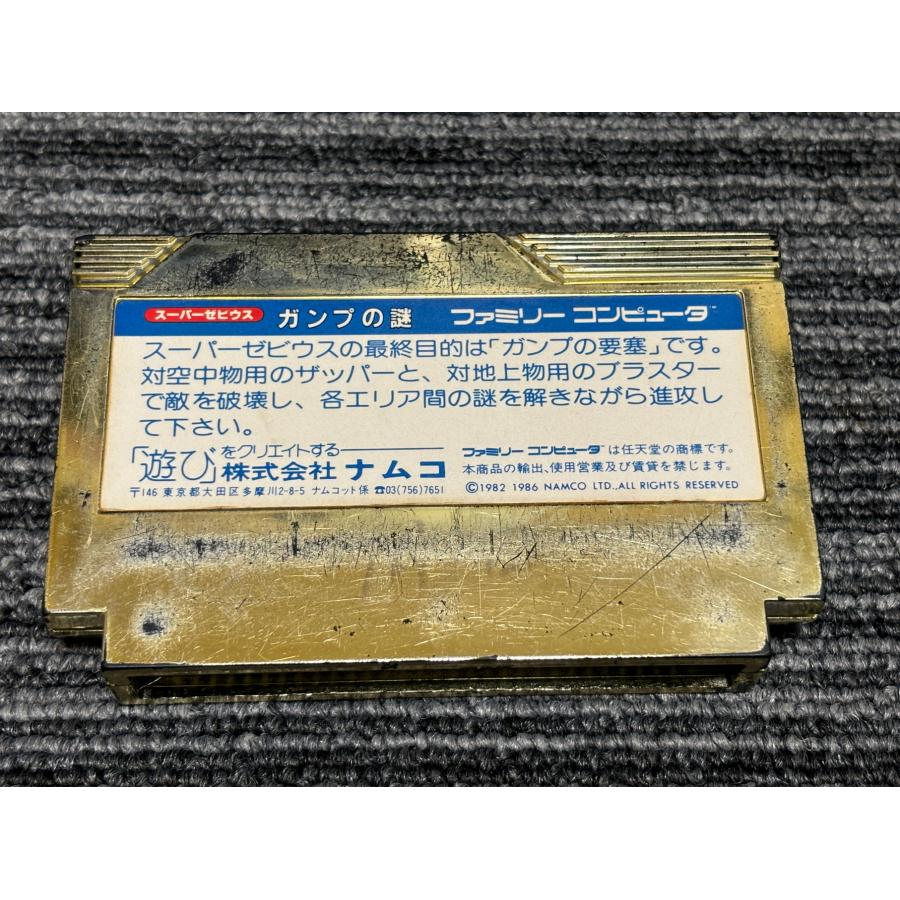 スーパーゼビウス ガンプの謎 ファミリー コンピュータ™
スーパーゼビウスの最終目的は「ガンプの要塞」です。
対空中物用のザッパーと、対地上物用のブラスター
で敵を破壊し、各エリア間の謎を解きながら進攻し
て下さい。
「遊び」をクリエイトする
株式会社 ナムコ
〒146 東京都大田区多摩川2-8-5 ナムコット係 ☎03(756)7651
ファミリー コンピュータ™ は任天堂の商標です。
本商品の輸出、使用営業及び賃貸を禁じます。
©1982 1986 NAMCO LTD.,ALL RIGHTS RESERVED